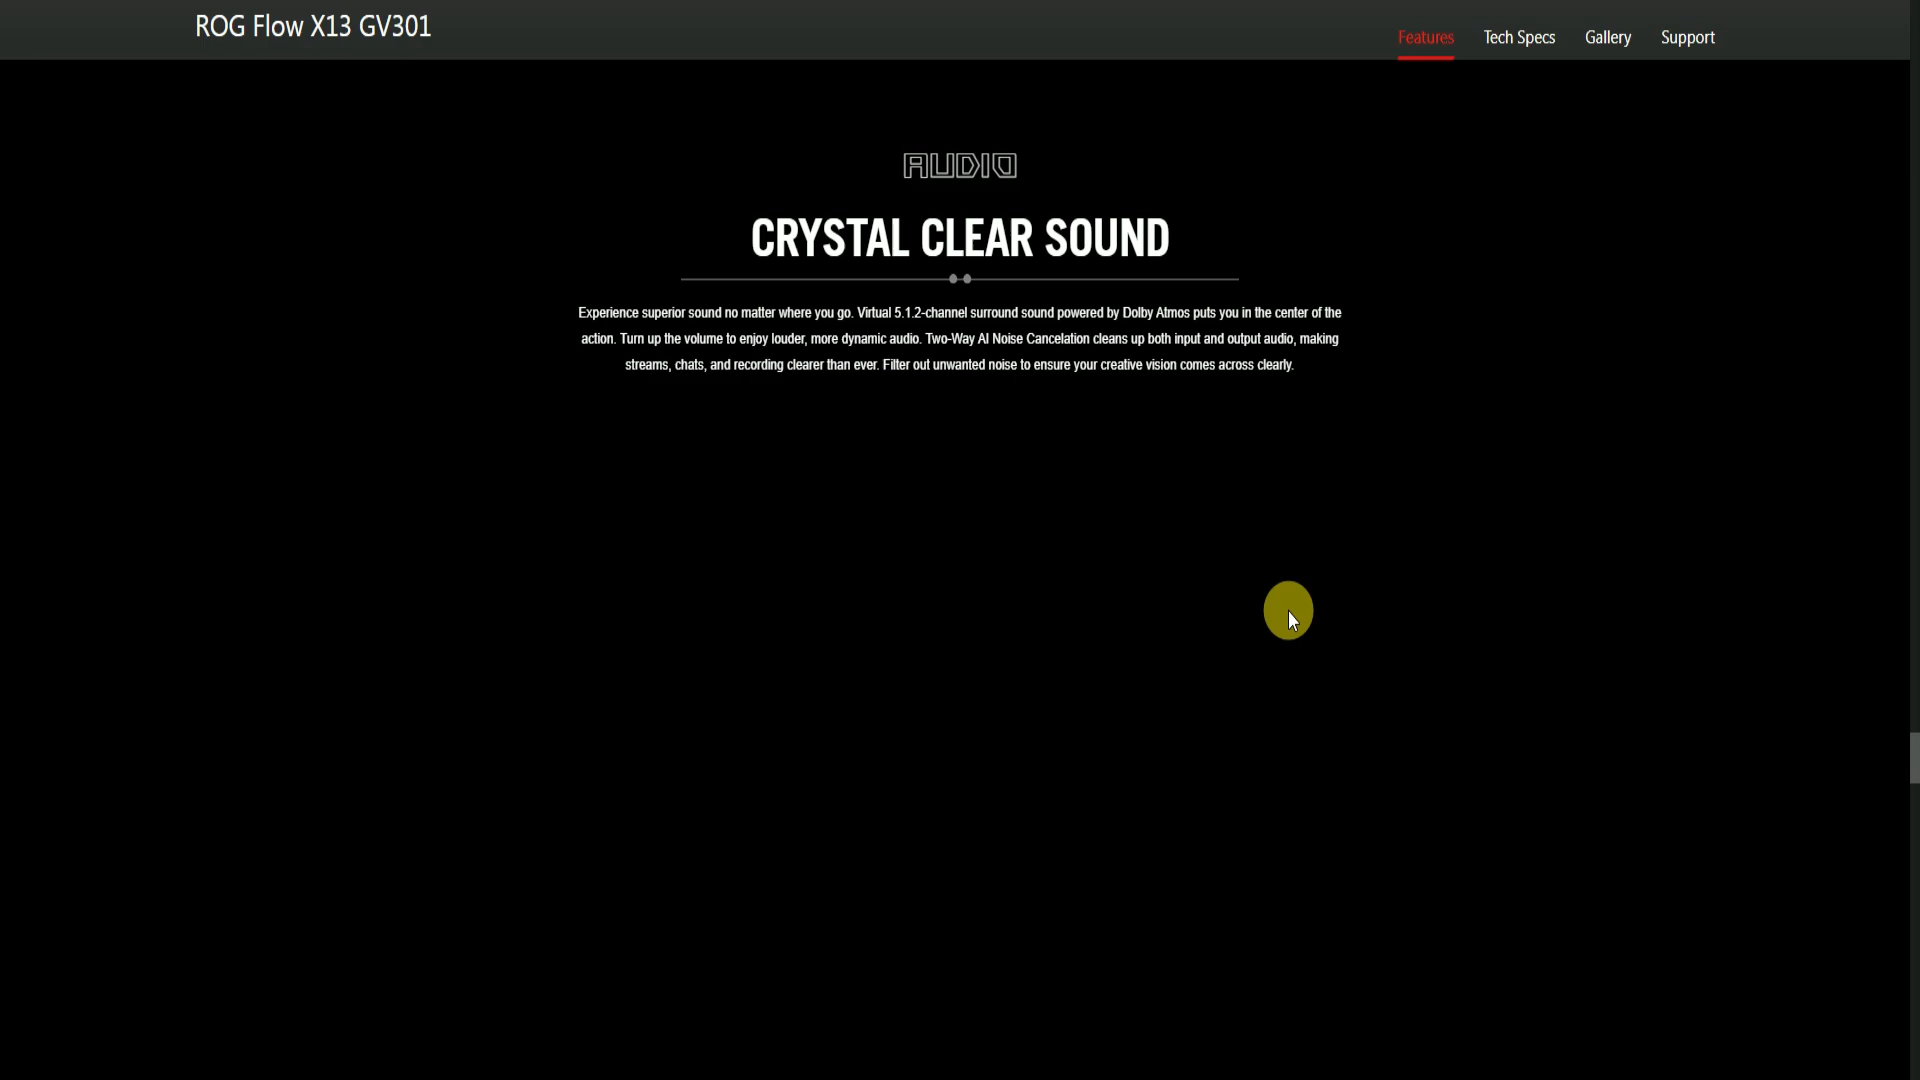 ROG Flow X13 GV301
Features Tech Specs Gallery Support
AUDIO
CRYSTAL CLEAR SOUND
Experience superior sound no matter where you go. Virtual 5.1.2-channel surround sound powered by Dolby Atmos puts you in the center of the
action. Turn up the volume to enjoy louder, more dynamic audio. Two-Way AI Noise Cancelation cleans up both input and output audio, making
streams, chats, and recording clearer than ever. Filter out unwanted noise to ensure your creative vision comes across clearly.